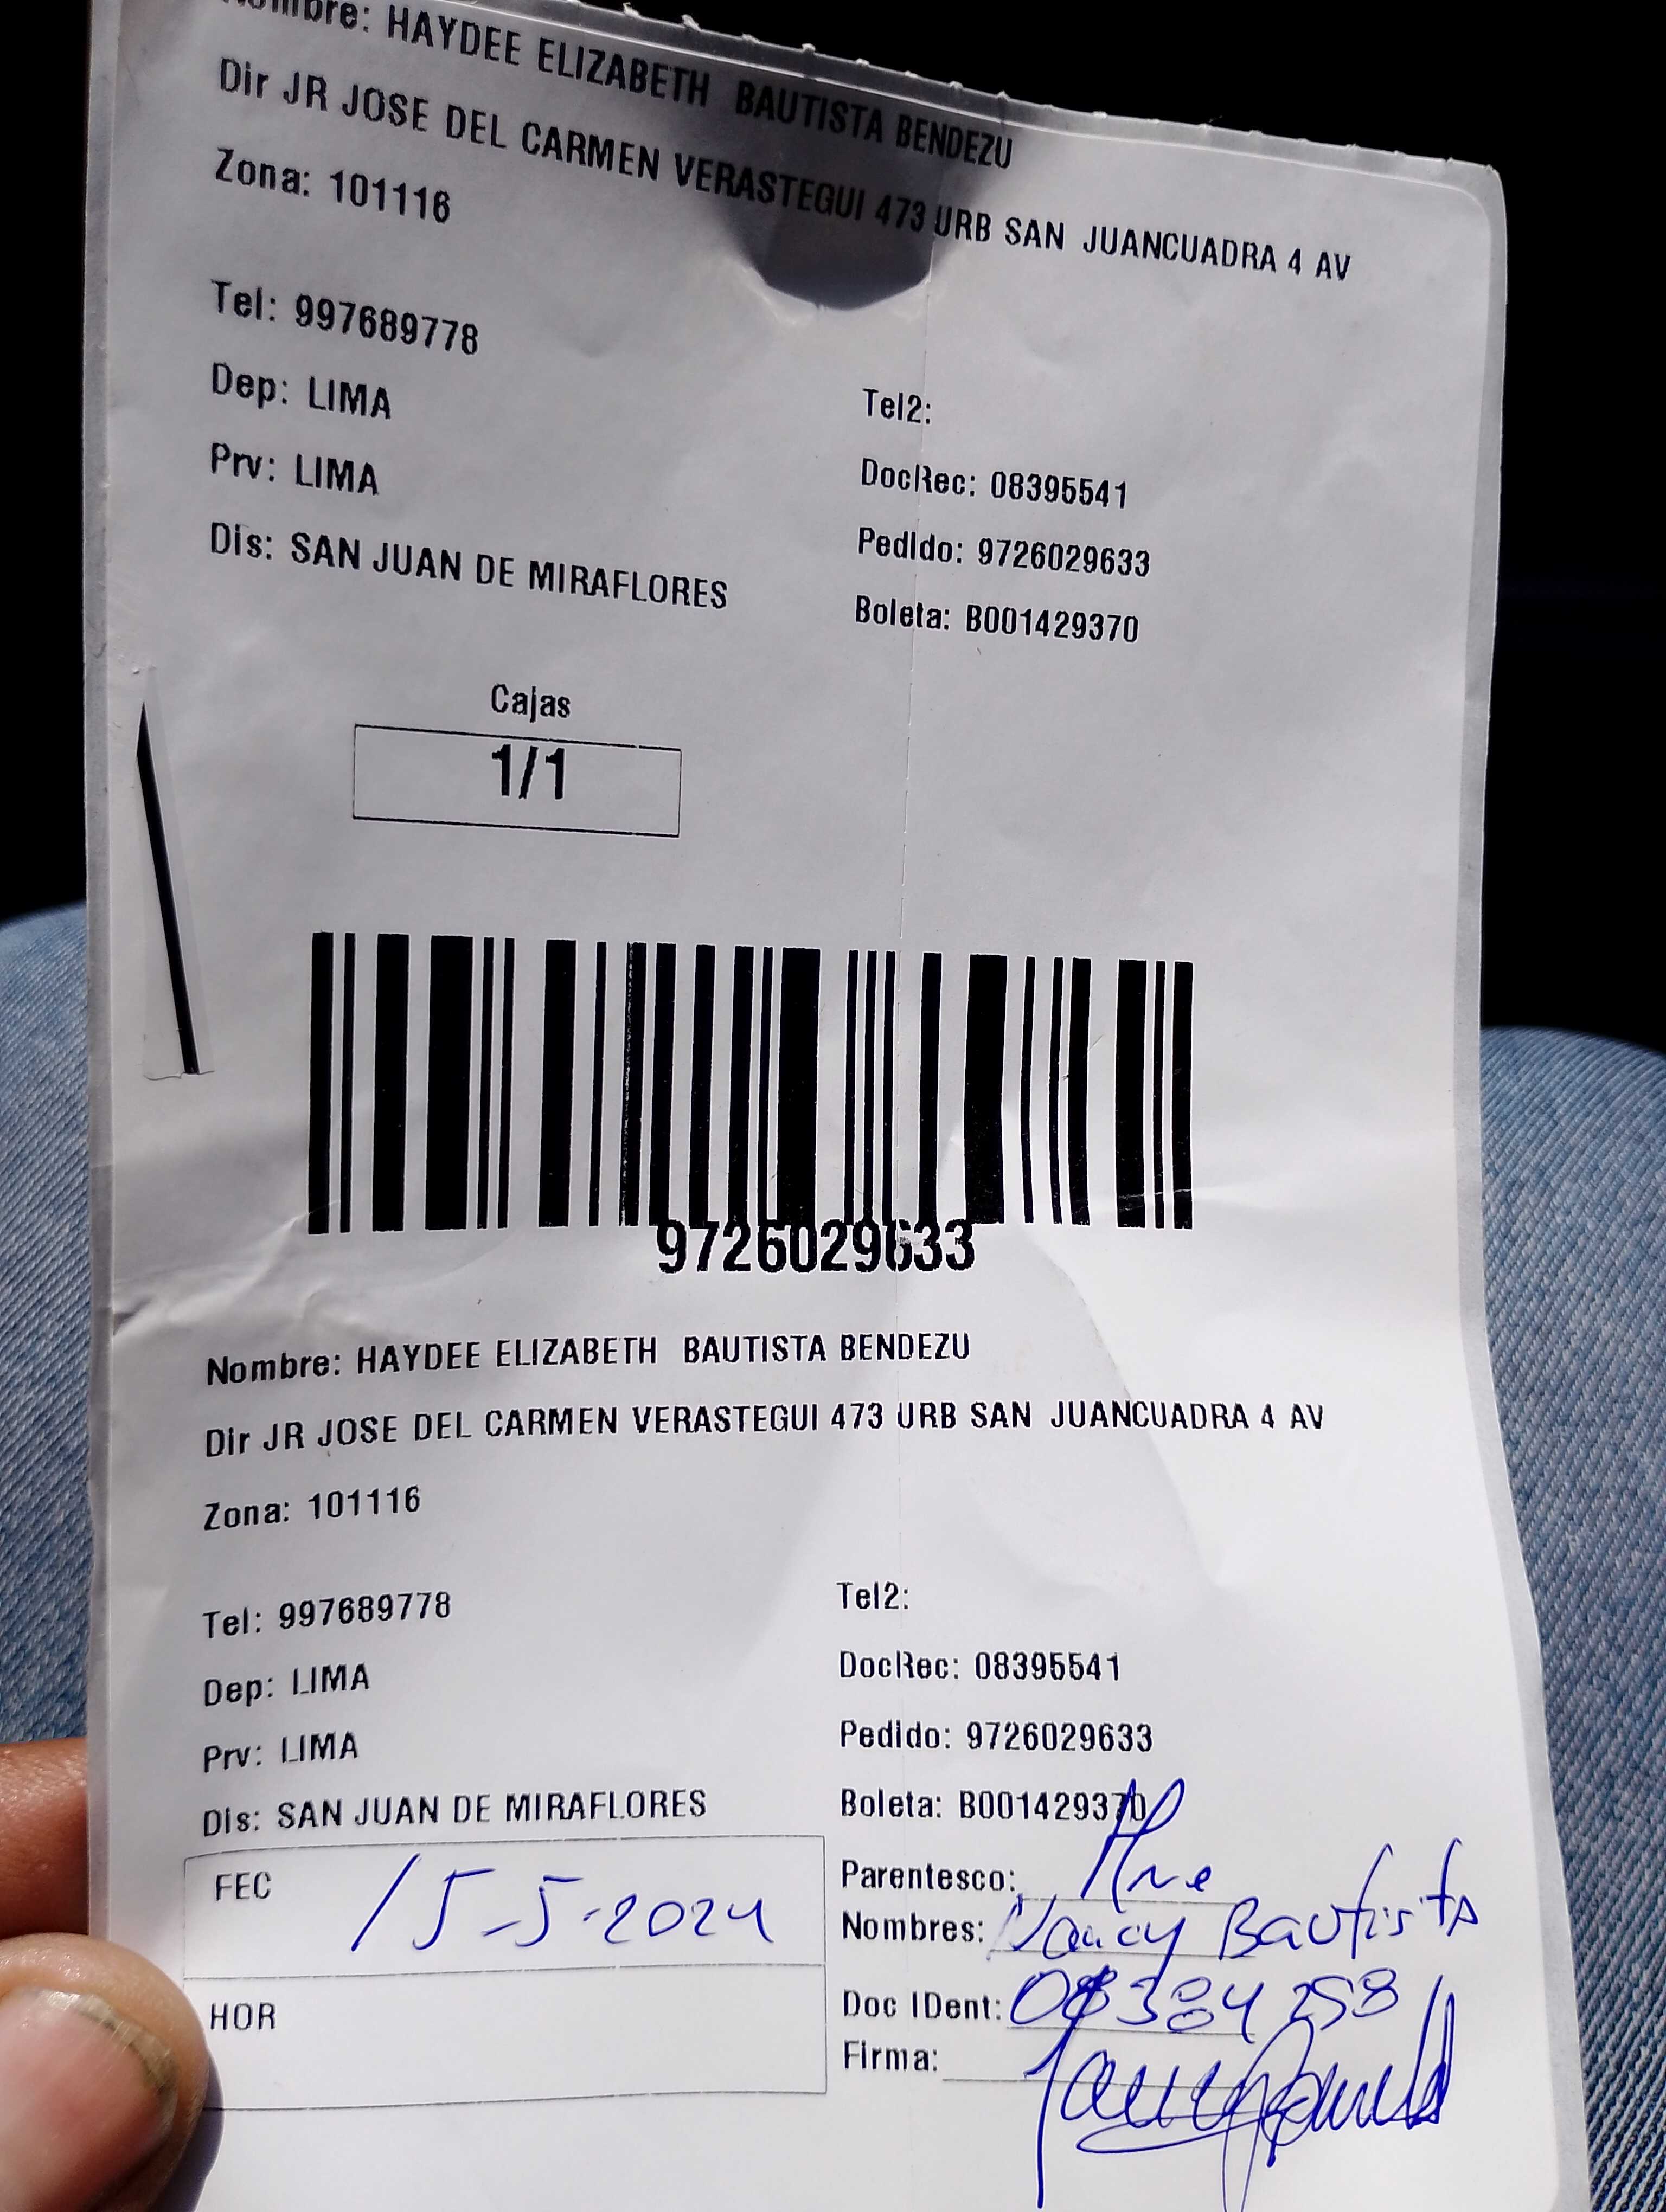 Nombre: HAYDEE ELIZABETH BAUTISTA BENDEZU
Dir JR JOSE DEL CARMEN VERASTEGUI 473 URB SAN JUANCUADRA 4 AV
Zona: 101116
Tel: 997689778
Dep: LIMA
Prv: LIMA
Dis: SAN JUAN DE MIRAFLORES
Tel2:
DocRec: 08395541
Pedido: 9726029633
Boleta: B001429370
Cajas
1/1
9726029633
Nombre: HAYDEE ELIZABETH BAUTISTA BENDEZU
Dir JR JOSE DEL CARMEN VERASTEGUI 473 URB SAN JUANCUADRA 4 AV
Zona: 101116
Tel: 997689778
Dep: LIMA
Prv: LIMA
Dis: SAN JUAN DE MIRAFLORES
Tel2:
DocRec: 08395541
Pedido: 9726029633
Boleta: B001429370
FEC 15-5-2024
HOR
Parentesco:
Nombres: Nancy Bautista
Doc IDent: 08384258
Firma: